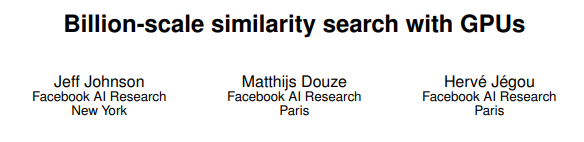 Billion-scale similarity search with GPUs
Jeff Johnson
Facebook AI Research
New York
Matthijs Douze
Facebook AI Research
Paris
Hervé Jégou
Facebook AI Research
Paris